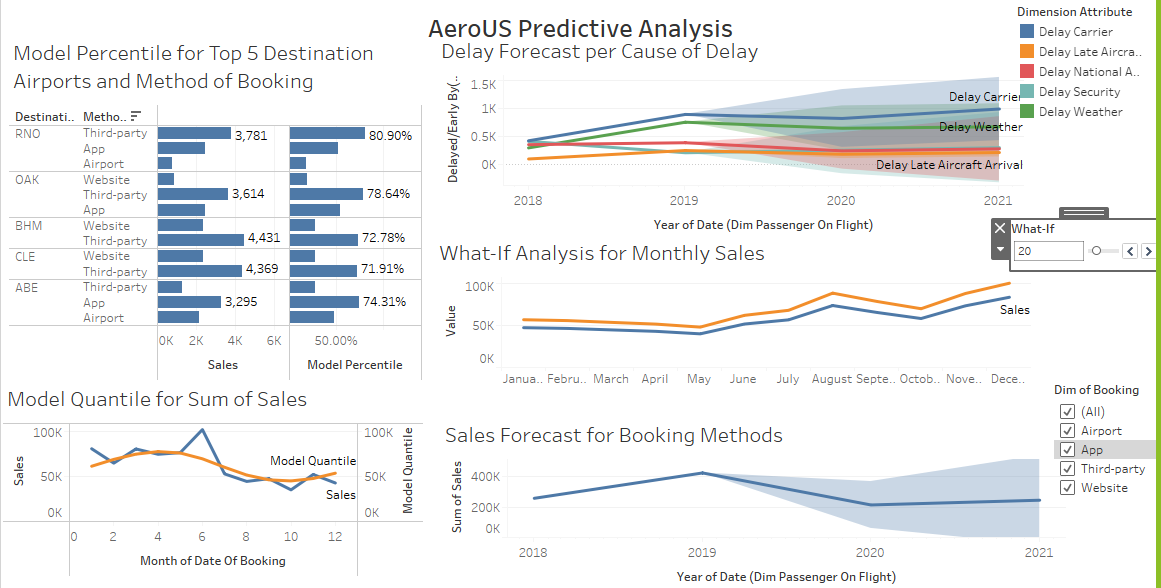 AeroUS Predictive Analysis
Model Percentile for Top 5 Destination
Airports and Method of Booking
Destinati.. Metho..
RNO Third-party 3,781 80.90%
App
Airport
OAK Website
Third-party 3,614 78.64%
App
BHM Website
Third-party 4,431 72.78%
CLE Website
Third-party 4,369 71.91%
ABE Third-party
App 3,295 74.31%
Airport
0K 2K 4K 6K 50.00%
Sales Model Percentile
Model Quantile for Sum of Sales
Sales
100K
50K
0K
Model Quantile
Sales
100K
50K
0K
Model Quantile
0 2 4 6 8 10 12
Month of Date Of Booking
Delay Forecast per Cause of Delay
Delayed/Early By(..
1.5K
1K
0.5K
0K
Delay Carrier
Delay Weather
Delay Late Aircraft Arrival
2018 2019 2020 2021
Year of Date (Dim Passenger On Flight)
Dimension Attribute
Delay Carrier
Delay Late Aircra..
Delay National A..
Delay Security
Delay Weather
What-If
20
What-If Analysis for Monthly Sales
Value
100K
50K
0K
Sales
Janua.. Febru.. March April May June July August Septe.. Octob.. Nove.. Dece..
Sales Forecast for Booking Methods
Sum of Sales
400K
200K
0K
2018 2019 2020 2021
Year of Date (Dim Passenger On Flight)
Dim of Booking
(All)
Airport
App
Third-party
Website